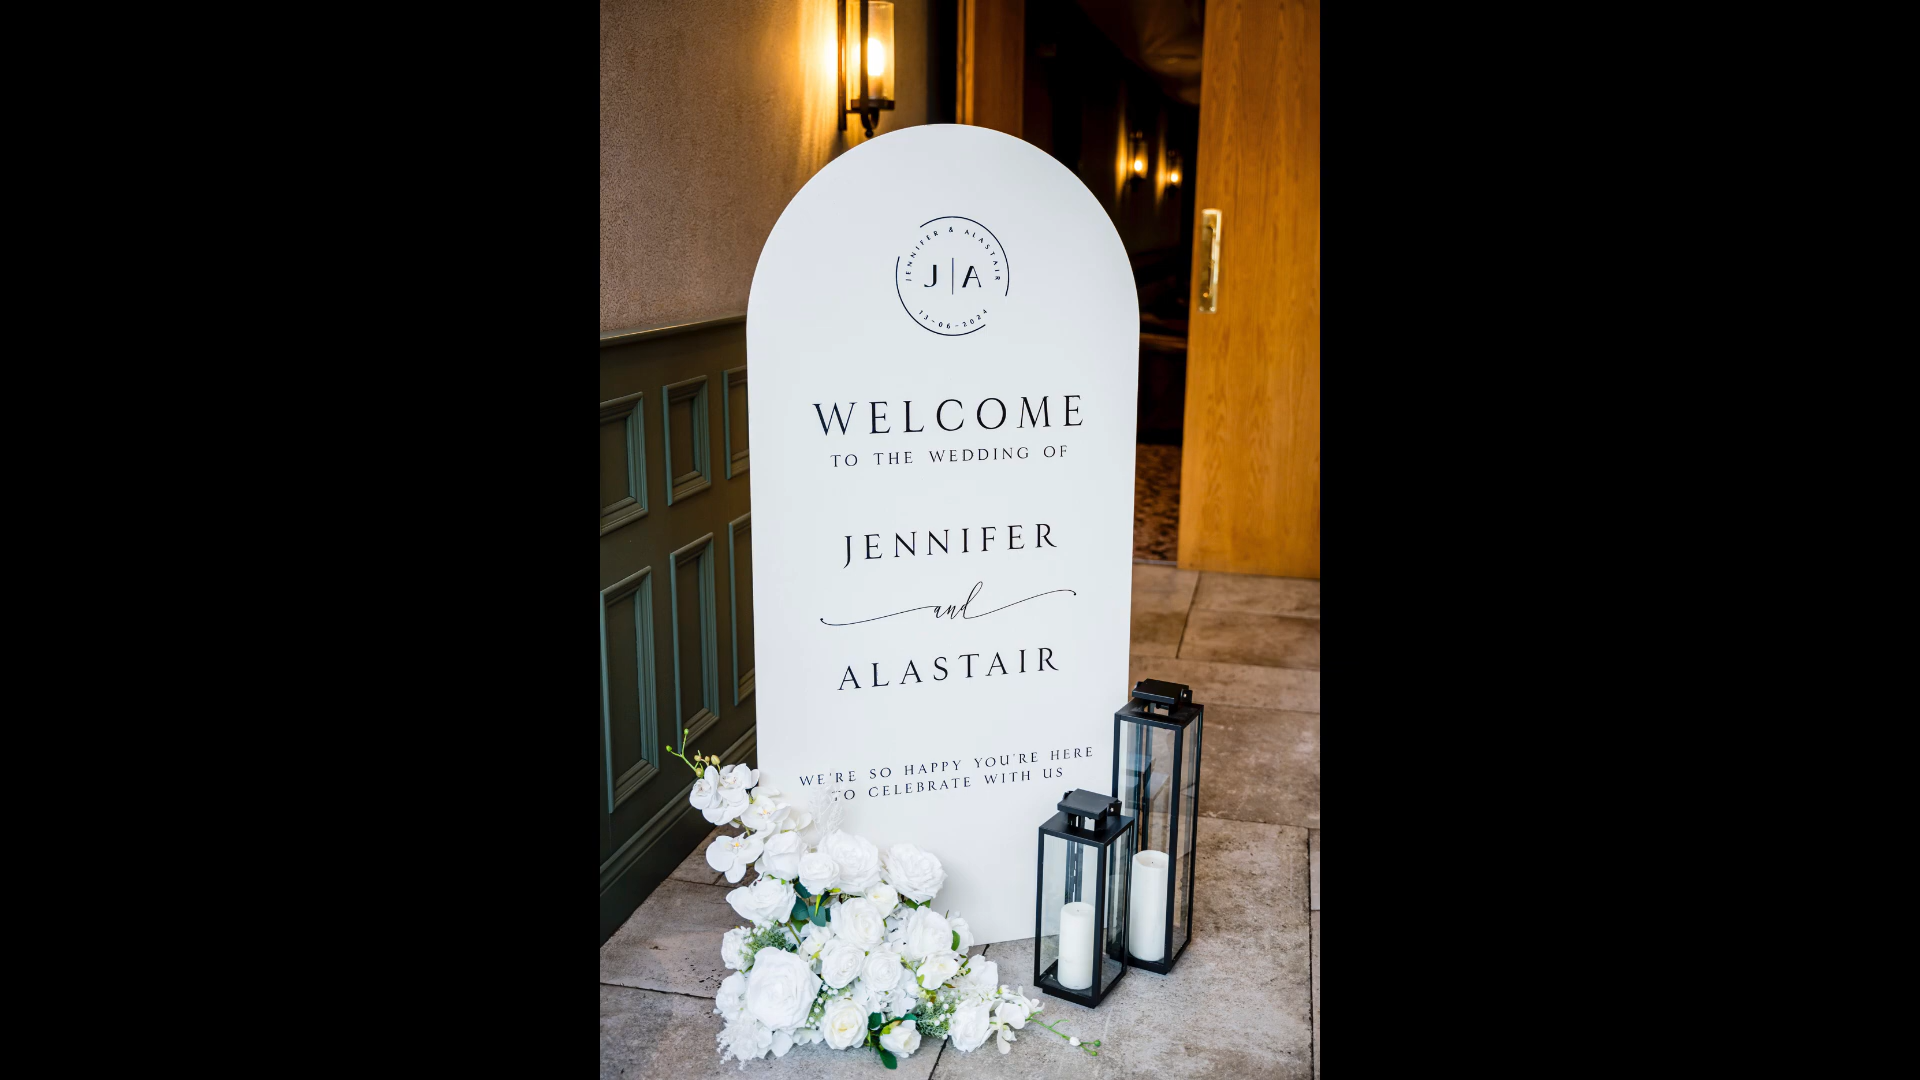 JENNIFER & ALASTAIR
J | A
13-06-2024
WELCOME
TO THE WEDDING OF
JENNIFER
and
ALASTAIR
WE'RE SO HAPPY YOU'RE HERE
TO CELEBRATE WITH US